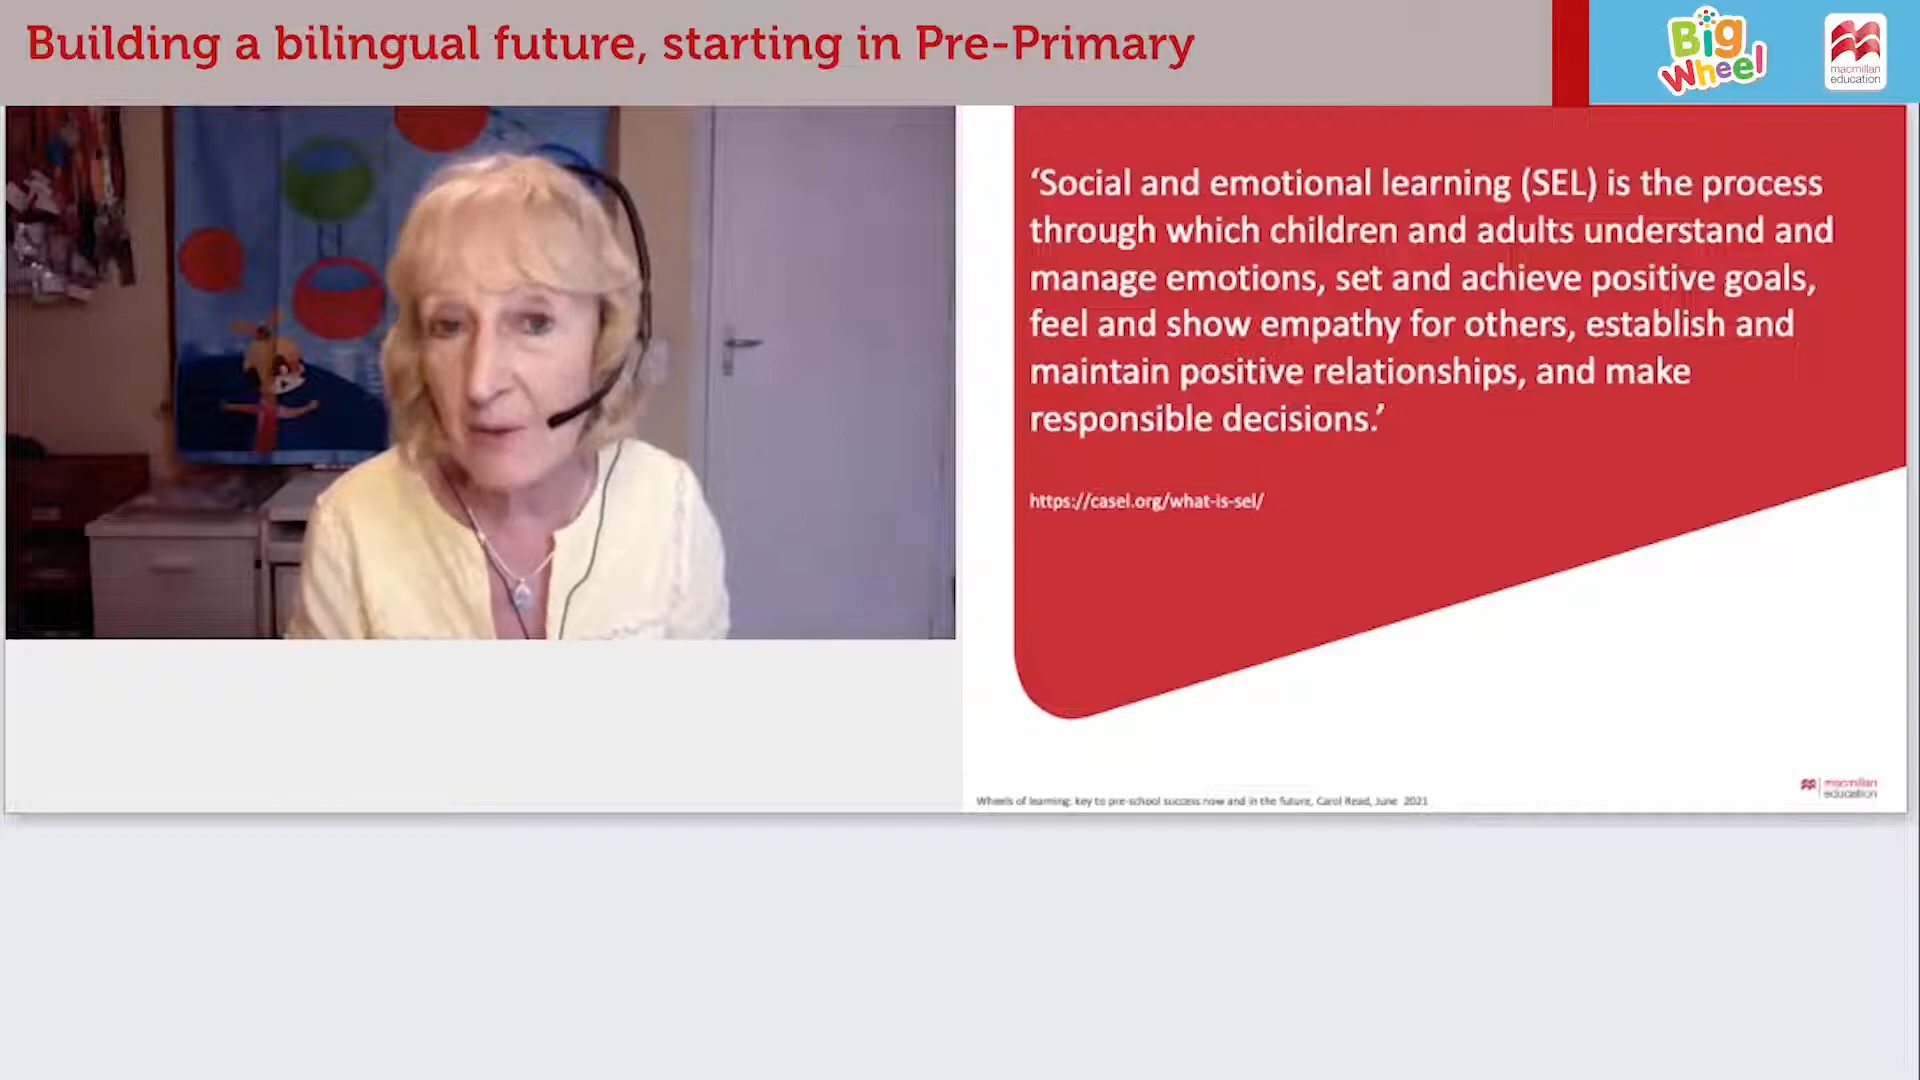 Building a bilingual future, starting in Pre-Primary
Big
Wheel
macmillan
education
‘Social and emotional learning (SEL) is the process
through which children and adults understand and
manage emotions, set and achieve positive goals,
feel and show empathy for others, establish and
maintain positive relationships, and make
responsible decisions.’
https://casel.org/what-is-sel/
macmillan
education
Wheels of learning: key to pre-school success now and in the future, Carol Read, June 2021